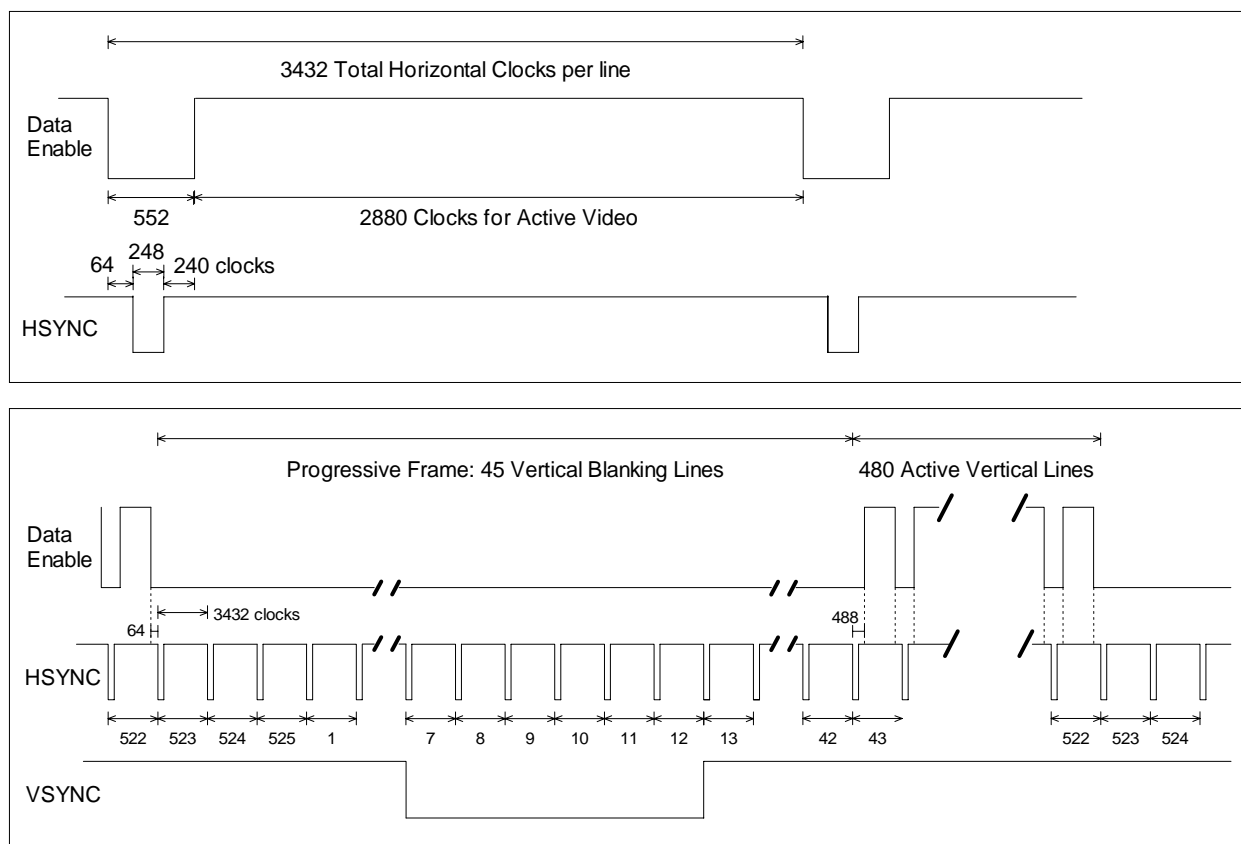 3432 Total Horizontal Clocks per line
Data
Enable
552
2880 Clocks for Active Video
248
64
240 clocks
HSYNC
Progressive Frame: 45 Vertical Blanking Lines
480 Active Vertical Lines
Data
Enable
3432 clocks
64
488
HSYNC
522 523 524 525 1 7 8 9 10 11 12 13 42 43 522 523 524
VSYNC